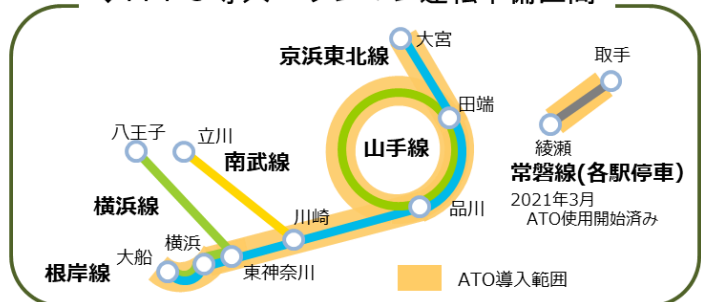 大宮
京浜東北線
取手
田端
八王子
立川
山手線
綾瀬
南武線
常磐線(各駅停車)
2021年3月
ATO使用開始済み
横浜線
川崎
品川
横浜
大船
東神奈川
根岸線
ATO導入範囲